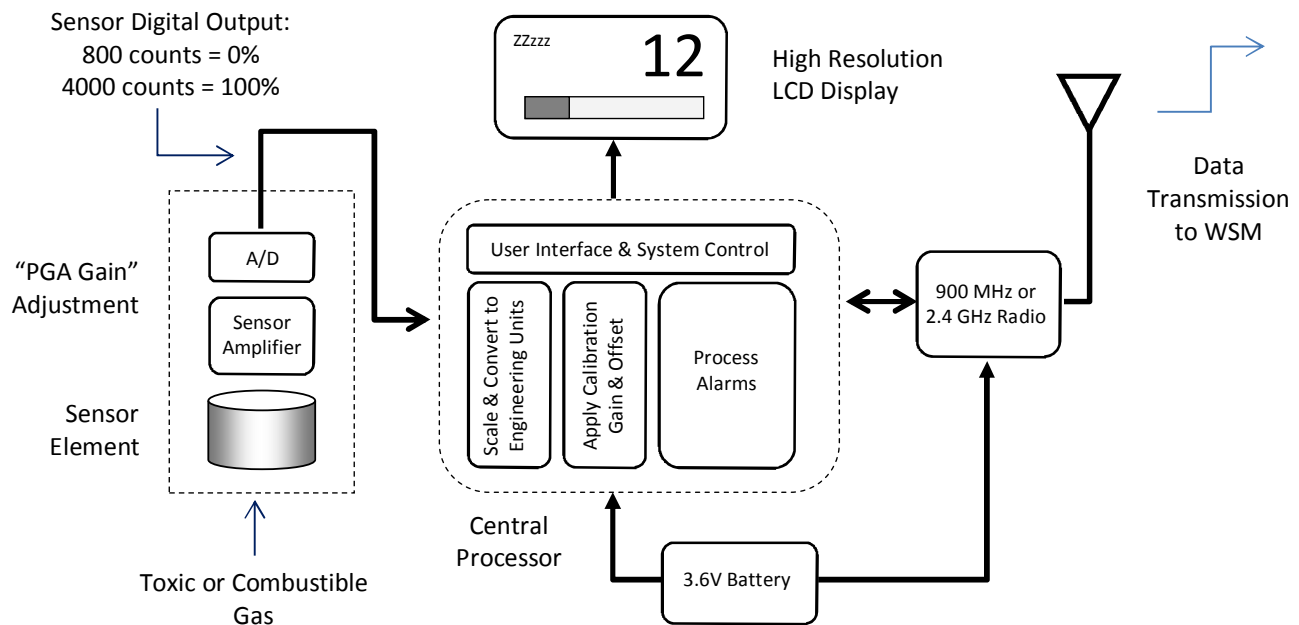 Sensor Digital Output:
800 counts = 0%
4000 counts = 100%
ZZzzz
12
High Resolution
LCD Display
Data
Transmission
to WSM
“PGA Gain”
Adjustment
A/D
Sensor
Amplifier
Sensor
Element
Toxic or Combustible
Gas
User Interface & System Control
Scale & Convert to
Engineering Units
Apply Calibration
Gain & Offset
Process
Alarms
Central
Processor
900 MHz or
2.4 GHz Radio
3.6V Battery